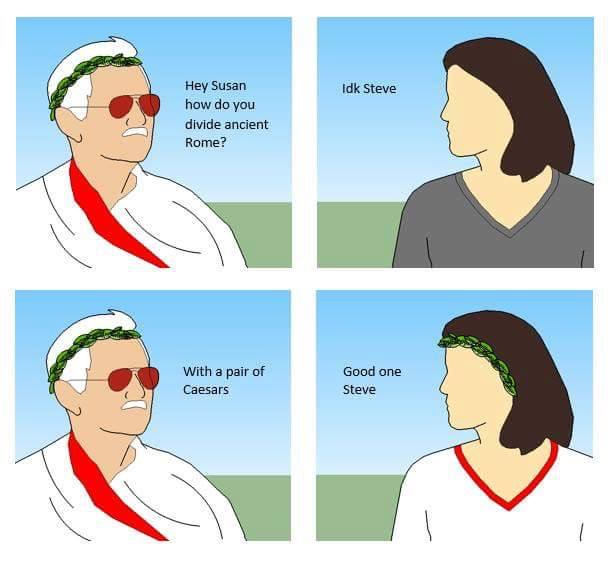 Hey Susan
how do you
divide ancient
Rome?
Idk Steve
With a pair of
Caesars
Good one
Steve